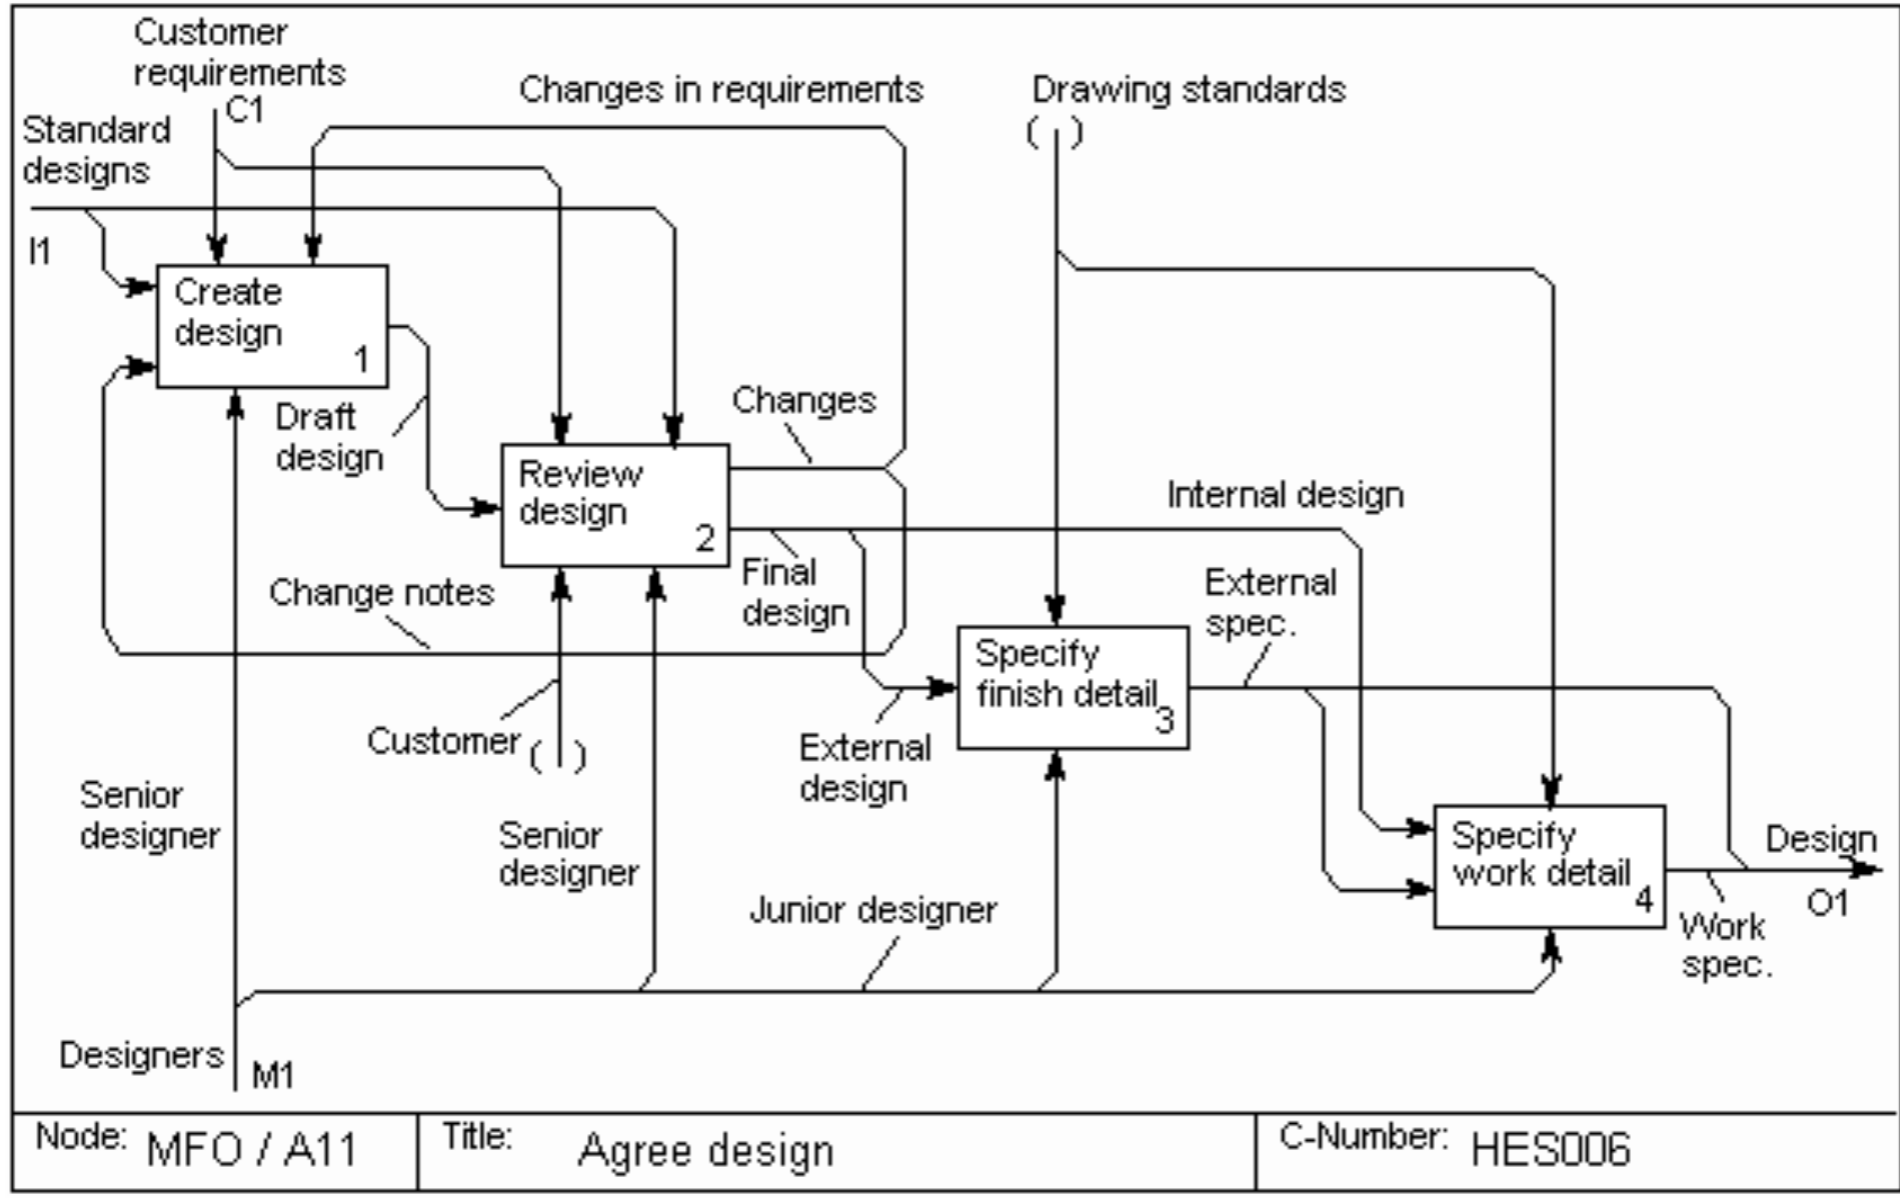 Customer
requirements
C1
Changes in requirements
Drawing standards
( )
Standard
designs
I1
Create
design
1
Draft
design
Changes
Review
design
2
Internal design
Final
design
Change notes
External
spec.
Specify
finish detail
3
Customer
( )
External
design
Senior
designer
Senior
designer
Specify
work detail
4
Design
O1
Junior designer
Work
spec.
Designers
M1
Node: MFO / A11
Title: Agree design
C-Number: HES006